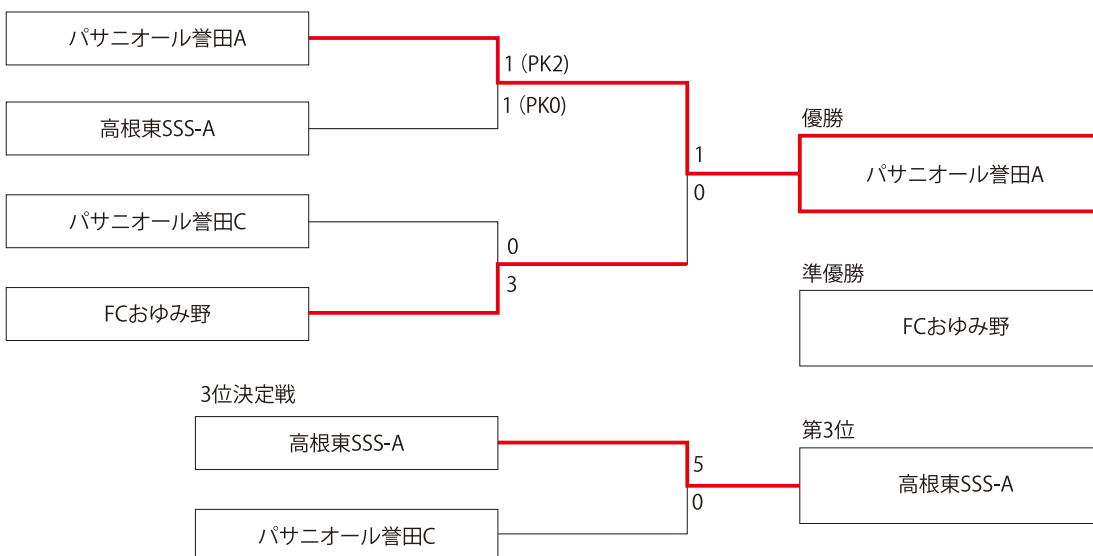 パサニオール誉田A
1 (PK2)
1 (PK0)
高根東SSS-A
優勝
1
パサニオール誉田A
0
パサニオール誉田C
0
3
準優勝
FCおゆみ野
FCおゆみ野
3位決定戦
高根東SSS-A
第3位
5
0
高根東SSS-A
パサニオール誉田C